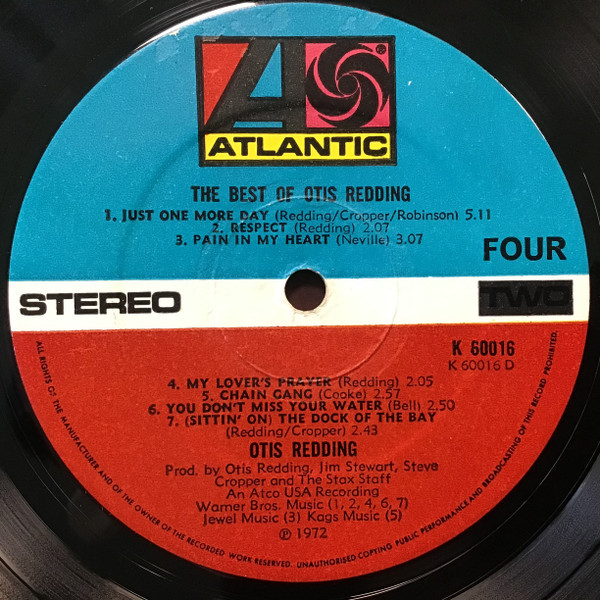 ATLANTIC
THE BEST OF OTIS REDDING
1. JUST ONE MORE DAY (Redding/Cropper/Robinson) 5.11
2. RESPECT (Redding) 2.07
3. PAIN IN MY HEART (Neville) 3.07
FOUR
STEREO
TWO
K 60016
K 60016 D
4. MY LOVER'S PRAYER (Redding) 2.05
5. CHAIN GANG (Cooke) 2.57
6. YOU DON'T MISS YOUR WATER (Bell) 2.50
7. (SITTIN' ON) THE DOCK OF THE BAY
(Redding/Cropper) 2.43
OTIS REDDING
Prod. by Otis Redding, Jim Stewart, Steve
Cropper and The Stax Staff
An Atco USA Recording
Warner Bros. Music (1, 2, 4, 6, 7)
Jewel Music (3) Kags Music (5)
℗ 1972
ALL RIGHTS OF THE MANUFACTURER AND OF THE OWNER OF THE RECORDED WORK RESERVED. UNAUTHORISED COPYING, PUBLIC PERFORMANCE AND BROADCASTING OF THIS RECORD PROHIBITED.